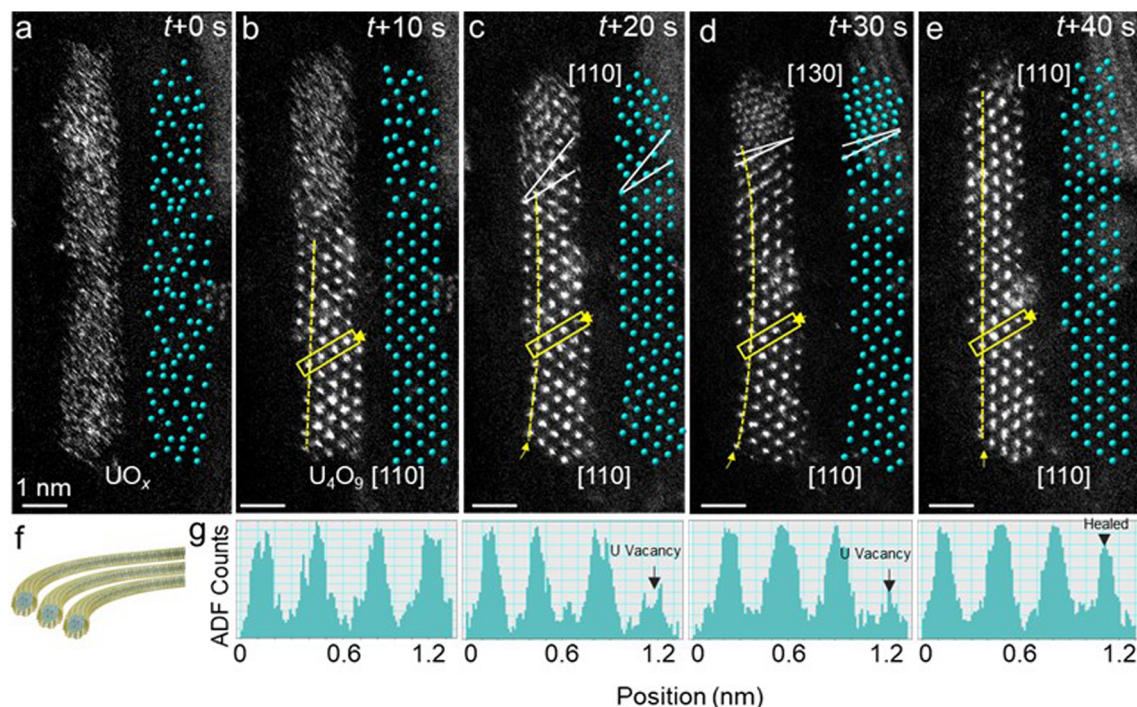 a t+0 s
b t+10 s
c t+20 s
d t+30 s
e t+40 s
[110]
[130]
[110]
UOx
U4O9 [110]
[110]
[110]
[110]
1 nm
f
g
ADF Counts
U Vacancy
U Vacancy
Healed
0 0.6 1.2
0 0.6 1.2
0 0.6 1.2
0 0.6 1.2
Position (nm)